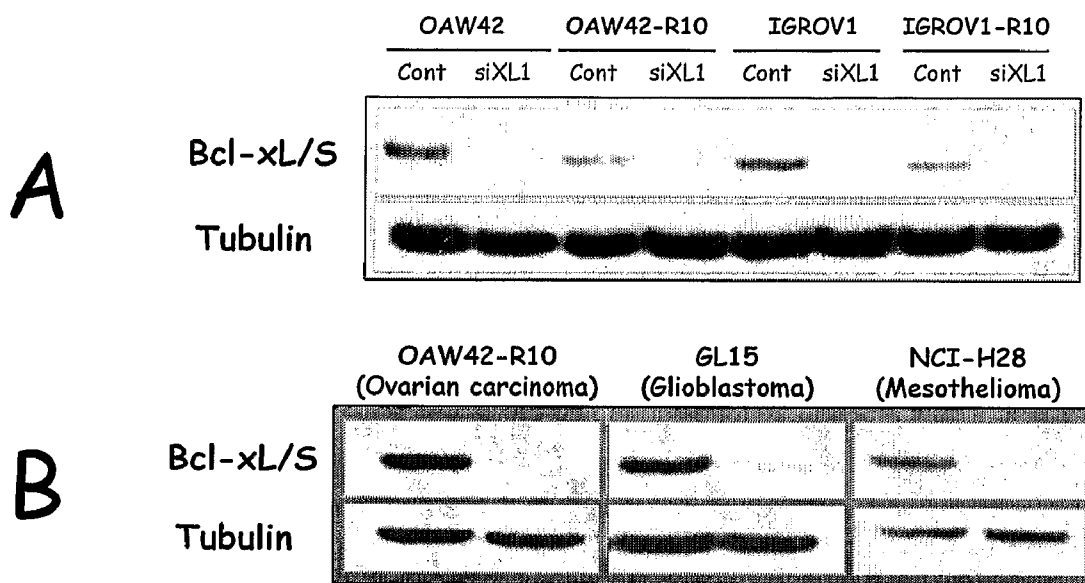 OAW42 OAW42-R10 IGROV1 IGROV1-R10
Cont siXL1 Cont siXL1 Cont siXL1 Cont siXL1
A
Bcl-xL/S
Tubulin
OAW42-R10 GL15 NCI-H28
(Ovarian carcinoma) (Glioblastoma) (Mesothelioma)
B
Bcl-xL/S
Tubulin